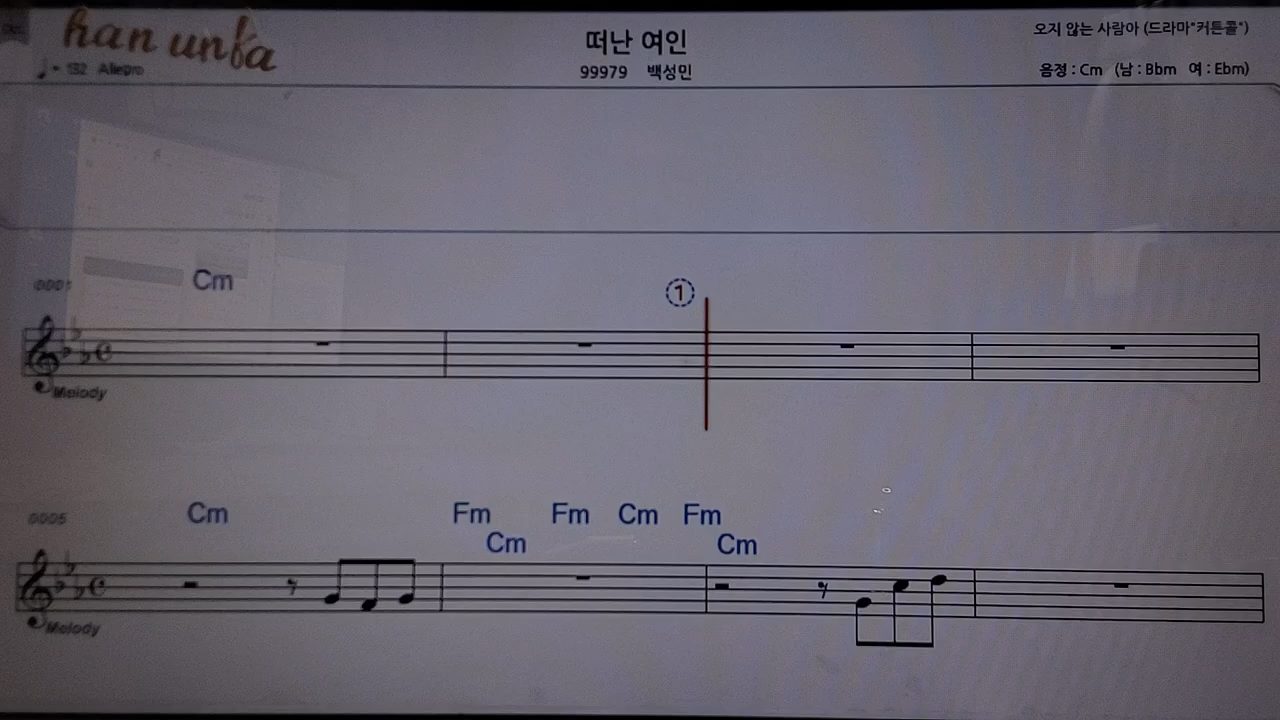 han unba
떠난 여인
오지 않는 사람아 (드라마"커튼콜")
♩ = 132 Allegro
99979 백성민
음정 : Cm (남 : Bbm 여 : Ebm)
0001 Cm
①
Melody
0005 Cm Fm Fm Cm Fm
Cm Cm
Melody